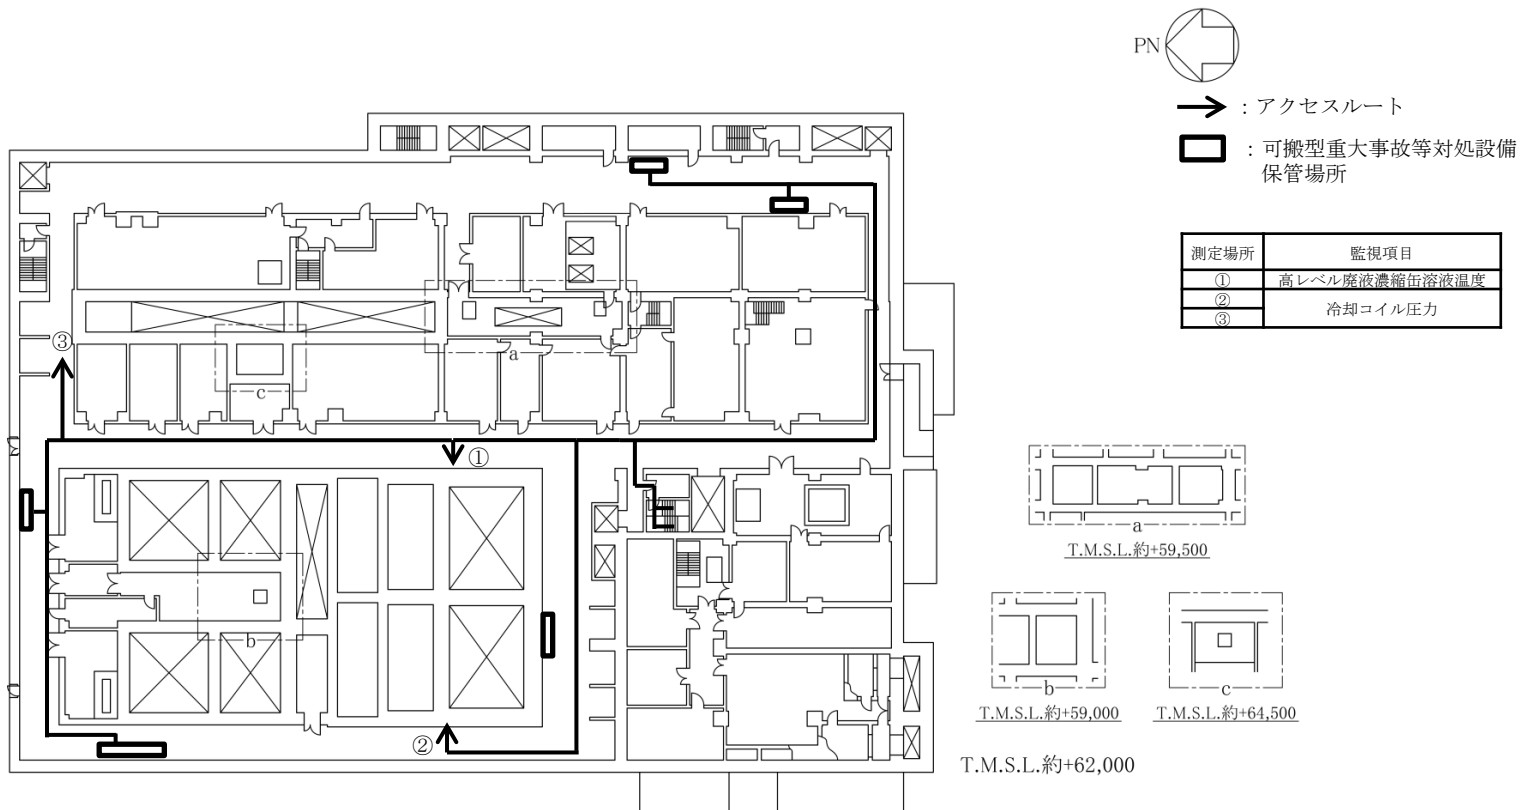 PN
：アクセスルート
：可搬型重大事故等対処設備
保管場所
測定場所 監視項目
① 高レベル廃液濃縮缶溶液温度
② 冷却コイル圧力
③
③
a
c
①
b
②
a
T.M.S.L.約+59,500
b
T.M.S.L.約+59,000
c
T.M.S.L.約+64,500
T.M.S.L.約+62,000